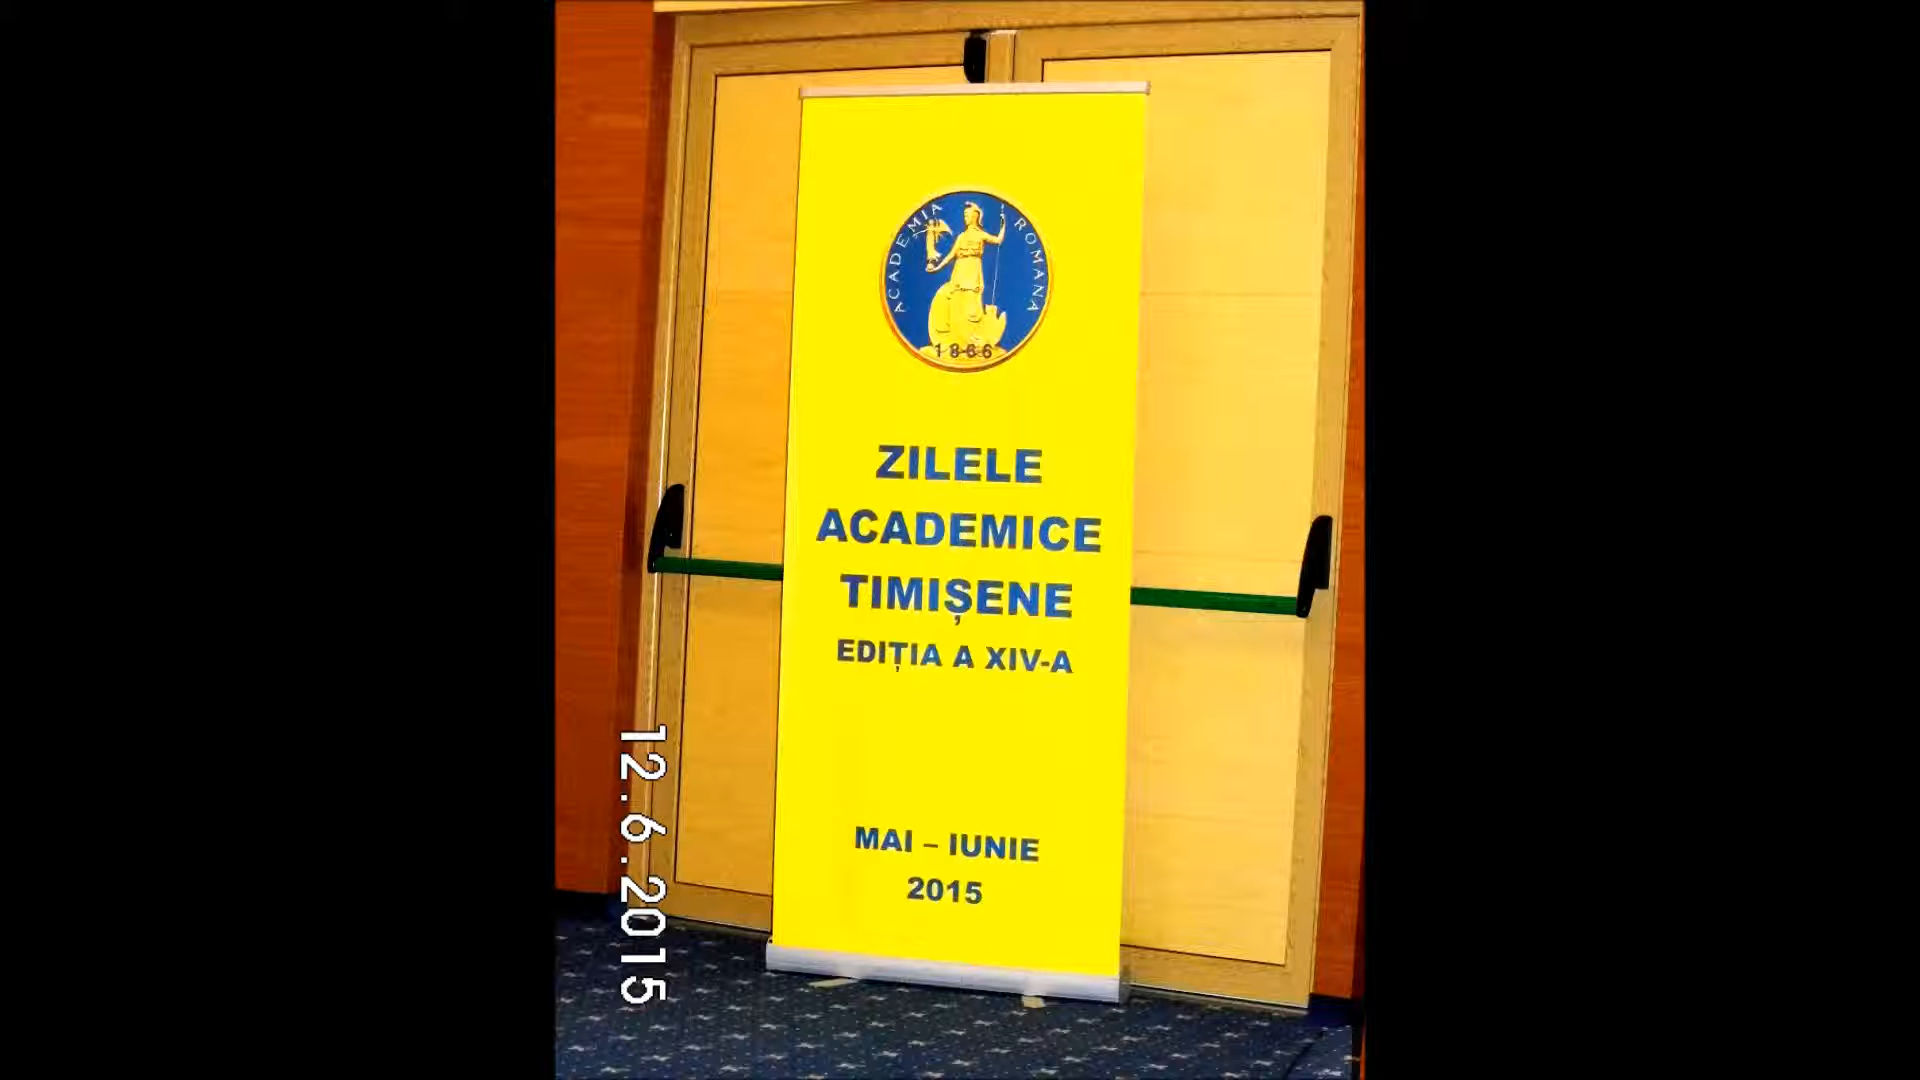 ACADEMIA ROMANA
1866
ZILELE
ACADEMICE
TIMIȘENE
EDIȚIA A XIV-A
MAI – IUNIE
2015
12.6.2015